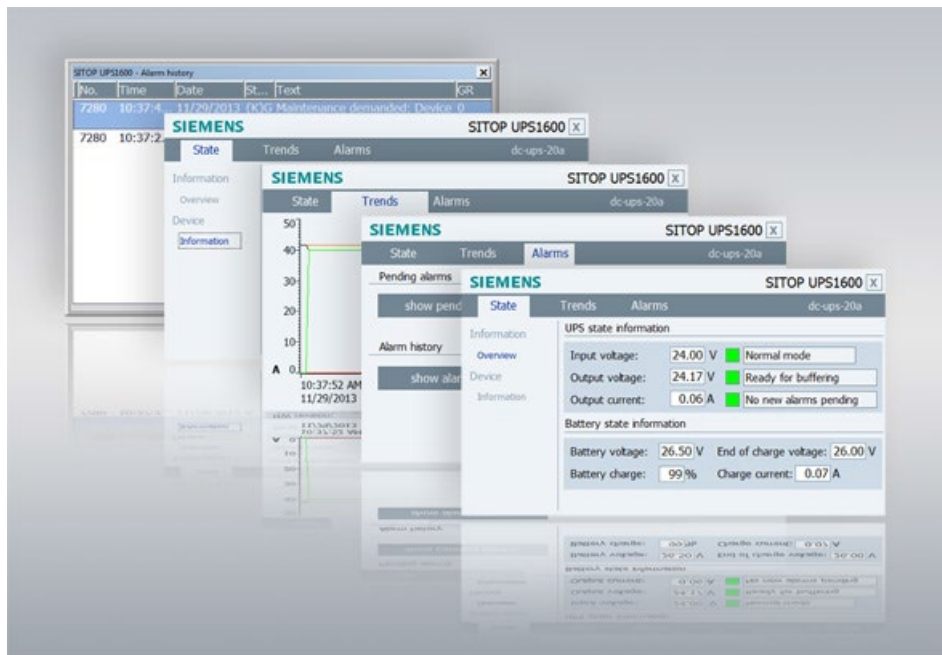 SITOP UPS1600 - Alarm history
No. Time Date St... Text GR
7280 10:37:4... 11/29/2013 (K)G Maintenance demanded: Device 0
7280 10:37:2
SIEMENS SITOP UPS1600 X
State Trends Alarms dc-ups-20a
Information
Overview
Device
Information
SIEMENS SITOP UPS1600 X
State Trends Alarms dc-ups-20a
50
40
30
20
10
A 0
10:37:52 AM
11/29/2013
SIEMENS SITOP UPS1600 X
State Trends Alarms dc-ups-20a
Pending alarms
show pend
Alarm history
show alar
SIEMENS SITOP UPS1600 X
State Trends Alarms dc-ups-20a
Information
Overview
Device
Information
UPS state information
Input voltage: 24.00 V Normal mode
Output voltage: 24.17 V Ready for buffering
Output current: 0.06 A No new alarms pending
Battery state information
Battery voltage: 26.50 V End of charge voltage: 26.00 V
Battery charge: 99 % Charge current: 0.07 A